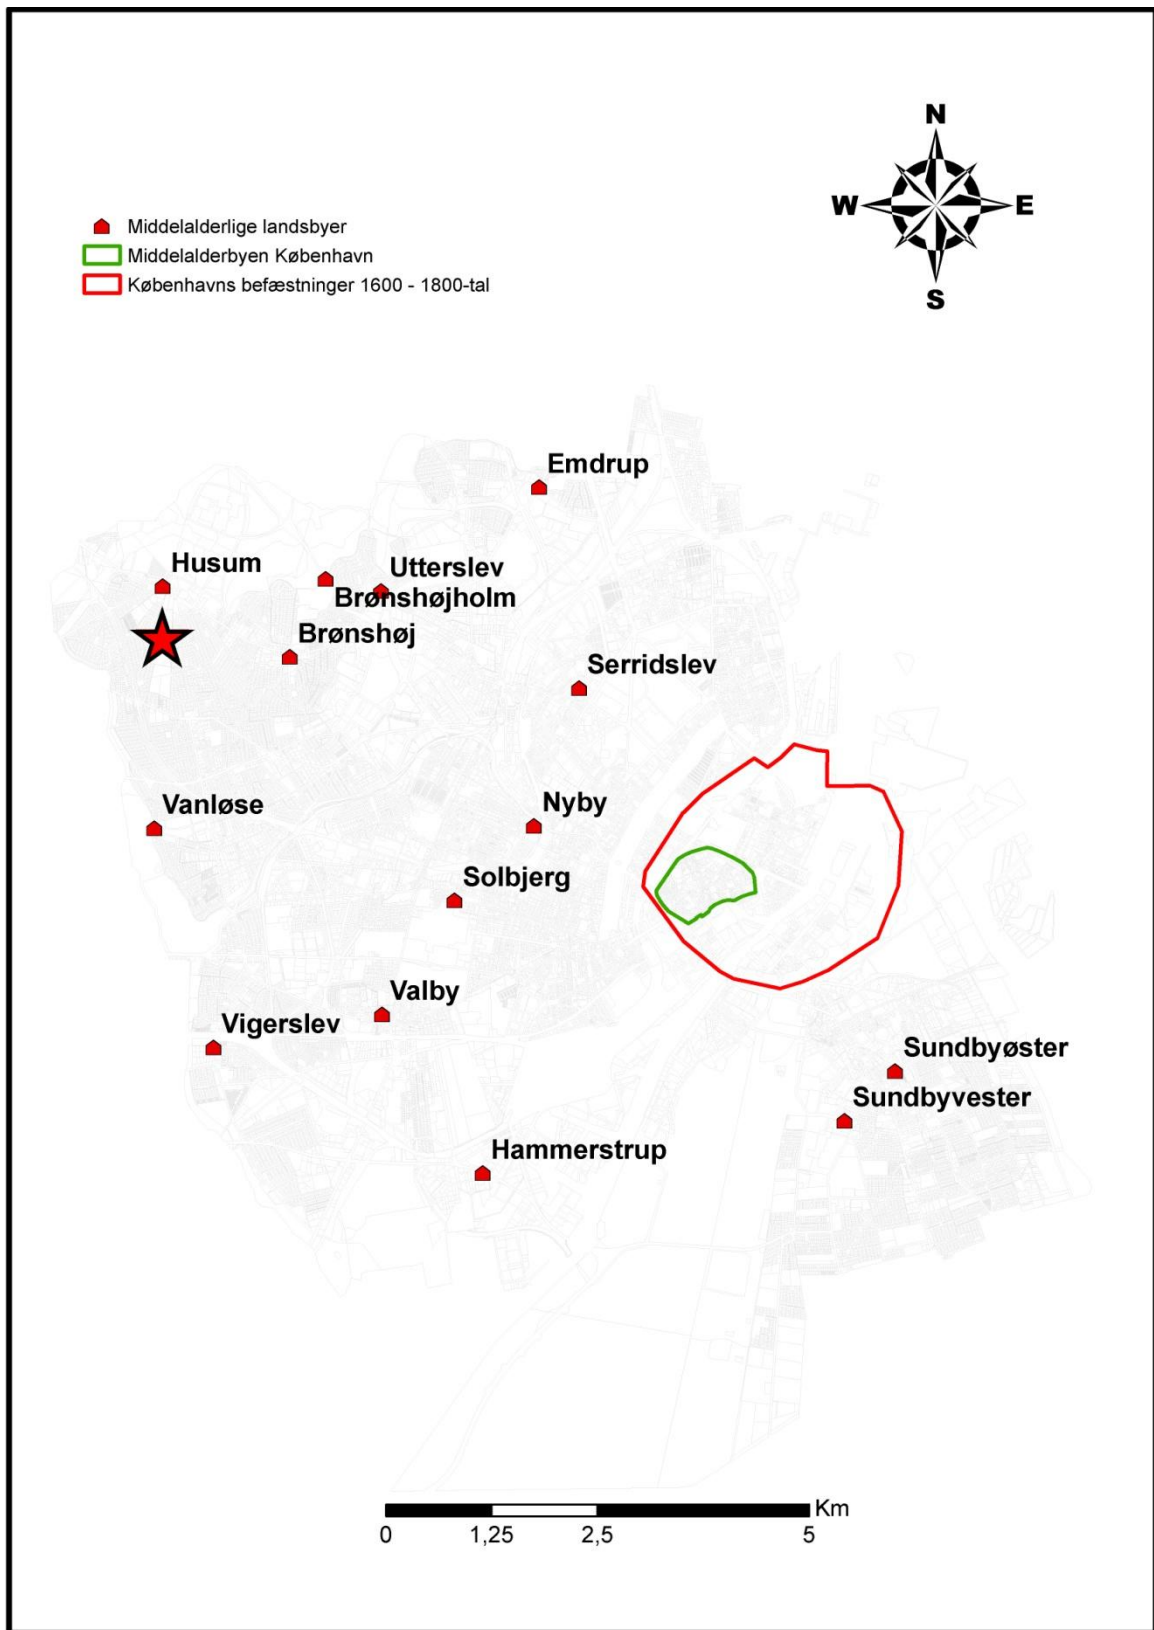 N
W E
S
Middelalderlige landsbyer
Middelalderbyen København
Københavns befæstninger 1600 - 1800-tal
Emdrup
Husum
Utterslev
Brønshøjholm
Brønshøj
Serridslev
Vanløse
Nyby
Solbjerg
Valby
Vigerslev
Sundbyøster
Sundbyvester
Hammerstrup
Km
0 1,25 2,5 5